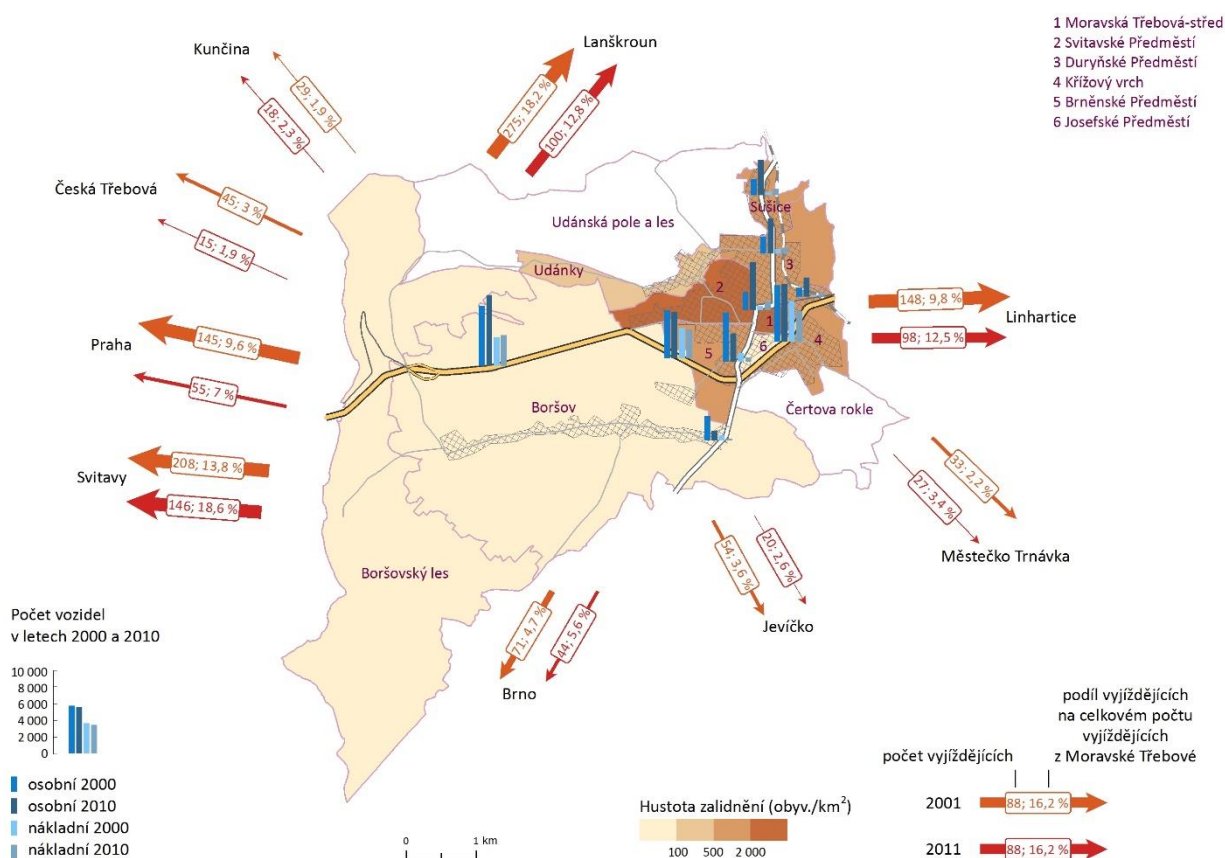 1 Moravská Třebová-střed
2 Svitavské Předměstí
3 Duryňské Předměstí
4 Křížový vrch
5 Brněnské Předměstí
6 Josefské Předměstí
Kunčina
29; 1,9 %
18; 2,3 %
Lanškroun
275; 18,2 %
100; 12,8 %
Česká Třebová
45; 3 %
15; 1,9 %
Praha
145; 9,6 %
55; 7 %
Svitavy
208; 13,8 %
146; 18,6 %
Linhartice
148; 9,8 %
98; 12,5 %
Městečko Trnávka
33; 2,2 %
27; 3,4 %
Jevíčko
54; 3,6 %
20; 2,6 %
Brno
71; 4,7 %
44; 5,6 %
Sušice
Udánská pole a les
Udánky
3
2
1
6
5
4
Boršov
Čertova rokle
Boršovský les
Počet vozidel
v letech 2000 a 2010
10 000
8 000
6 000
4 000
2 000
0
osobní 2000
osobní 2010
nákladní 2000
nákladní 2010
0 1 km
Hustota zalidnění (obyv./km²)
100 500 2 000
podíl vyjíždějících
na celkovém počtu
vyjíždějících
z Moravské Třebové
počet vyjíždějících
2001 88; 16,2 %
2011 88; 16,2 %